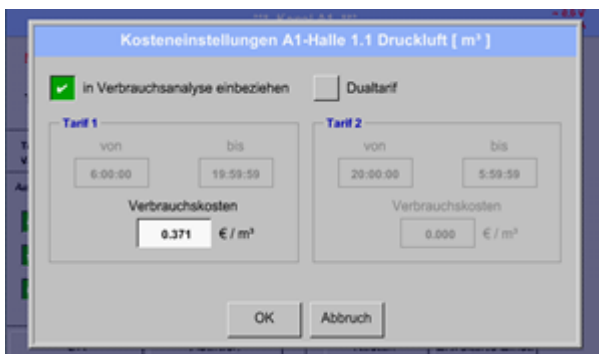 Kosteneinstellungen A1-Halle 1.1 Druckluft [ m³ ]
in Verbrauchsanalyse einbeziehen
Dualtarif
Tarif 1
von bis
6:00:00 19:59:59
Verbrauchskosten
0.371 € / m³
Tarif 2
von bis
20:00:00 5:59:59
Verbrauchskosten
0.000 € / m³
OK
Abbruch